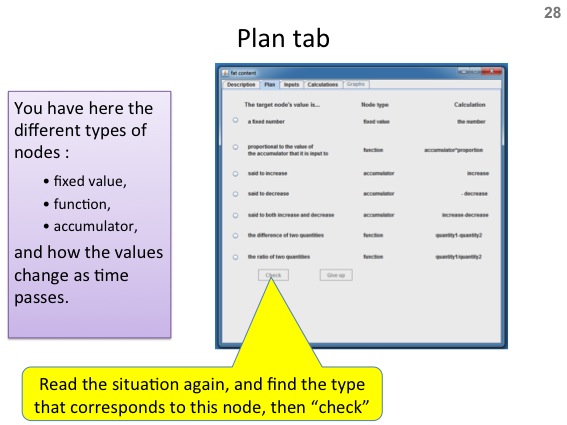 28
Plan tab
You have here the
different types of
nodes :
• fixed value,
• function,
• accumulator,
and how the values
change as time
passes.
fat content
Description Plan Inputs Calculations Graphs
The target node's value is... Node type Calculation
a fixed number fixed value the number
proportional to the value of
the accumulator that it is input to function accumulator*proportion
said to increase accumulator increase
said to decrease accumulator - decrease
said to both increase and decrease accumulator increase-decrease
the difference of two quantities function quantity1-quantity2
the ratio of two quantities function quantity1/quantity2
Check Give up
Read the situation again, and find the type
that corresponds to this node, then “check”